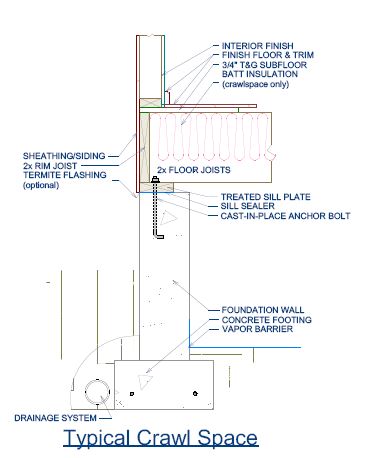 INTERIOR FINISH
FINISH FLOOR & TRIM
3/4" T&G SUBFLOOR
BATT INSULATION
(crawlspace only)
SHEATHING/SIDING
2x RIM JOIST
TERMITE FLASHING
(optional)
2x FLOOR JOISTS
TREATED SILL PLATE
SILL SEALER
CAST-IN-PLACE ANCHOR BOLT
FOUNDATION WALL
CONCRETE FOOTING
VAPOR BARRIER
DRAINAGE SYSTEM
Typical Crawl Space